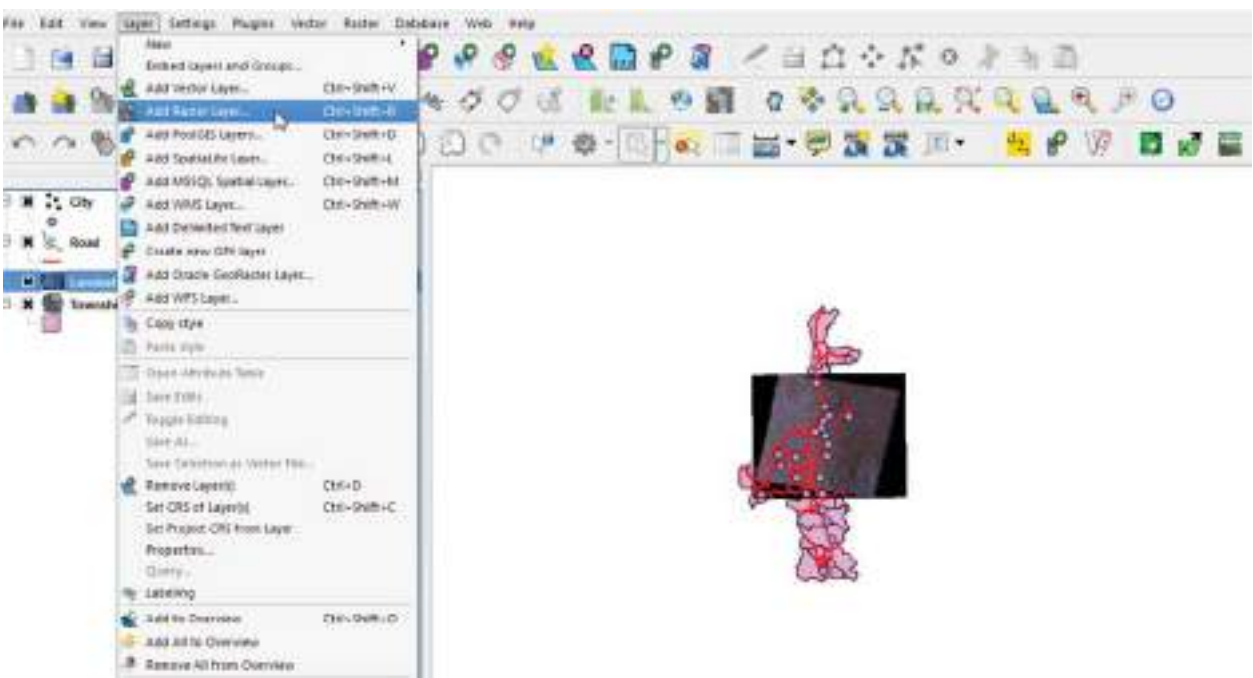 File Edit View Layer Settings Plugins Vector Raster Database Web Help
New
Embed Layers and Groups...
Add Vector Layer... Ctrl+Shift+V
Add Raster Layer... Ctrl+Shift+R
Add PostGIS Layers... Ctrl+Shift+D
Add SpatiaLite Layer... Ctrl+Shift+L
Add MSSQL Spatial Layer... Ctrl+Shift+M
Add WMS Layer... Ctrl+Shift+W
Add Delimited Text Layer
Create new GPX layer
Add Oracle GeoRaster Layer...
Add WFS Layer...
Copy style
Paste style
Open Attribute Table
Save Edits
Toggle Editing
Save As...
Save Selection as Vector File...
Remove Layer(s) Ctrl+D
Set CRS of Layer(s) Ctrl+Shift+C
Set Project CRS from Layer
Properties...
Query...
Labeling
Add to Overview Ctrl+Shift+O
Add All to Overview
Remove All from Overview
City
Road
Townshi